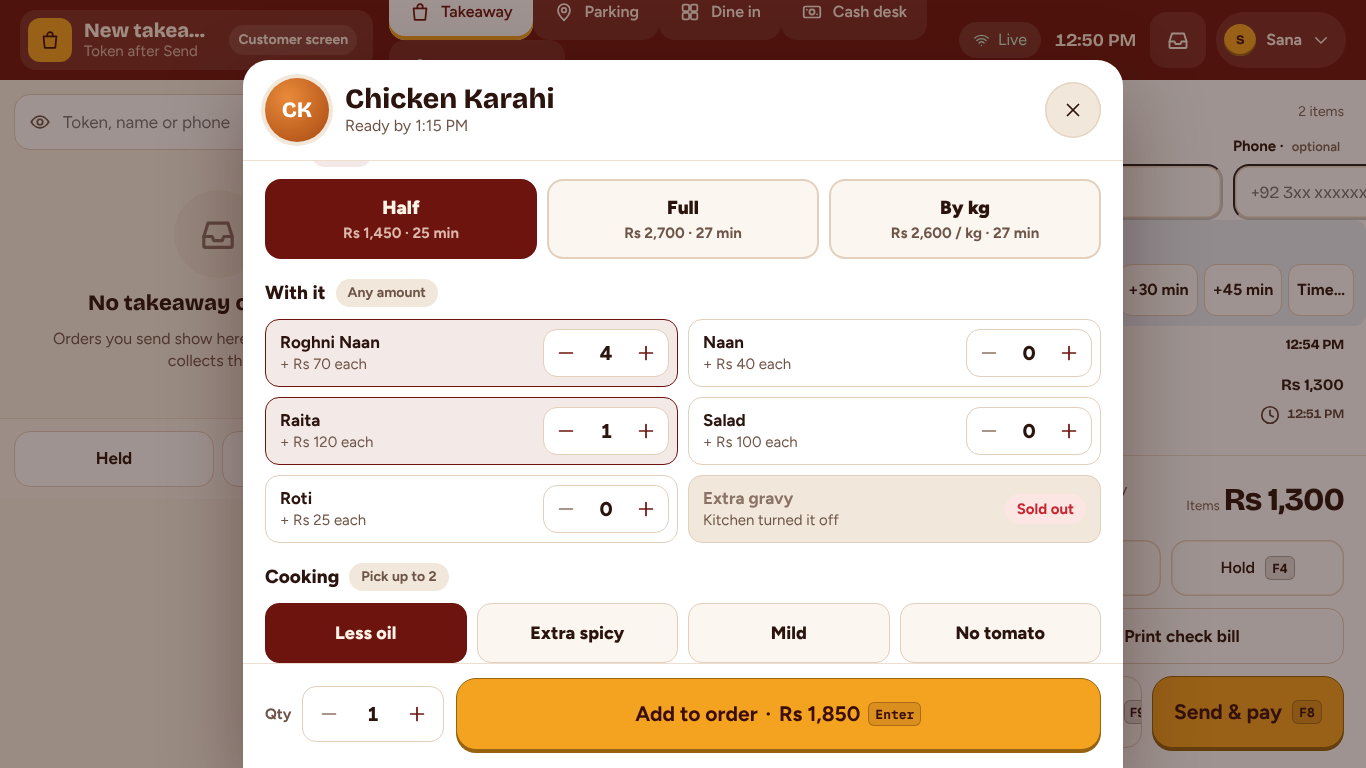 New takea...
Token after Send
Customer screen
Takeaway
Parking
Dine in
Cash desk
Live
12:50 PM
S
Sana
Token, name or phone
2 items
Phone · optional
+92 3xx xxxxxx
CK
Chicken Karahi
Ready by 1:15 PM
Half
Rs 1,450 · 25 min
Full
Rs 2,700 · 27 min
By kg
Rs 2,600 / kg · 27 min
With it
Any amount
Roghni Naan
+ Rs 70 each
4
Naan
+ Rs 40 each
0
Raita
+ Rs 120 each
1
Salad
+ Rs 100 each
0
Roti
+ Rs 25 each
0
Extra gravy
Kitchen turned it off
Sold out
Cooking
Pick up to 2
Less oil
Extra spicy
Mild
No tomato
Qty
1
Add to order · Rs 1,850 Enter
No takeaway
Orders you send show here
collects
Held
+30 min
+45 min
Time...
12:54 PM
Rs 1,300
12:51 PM
Items Rs 1,300
Hold F4
Print check bill
Send & pay F8